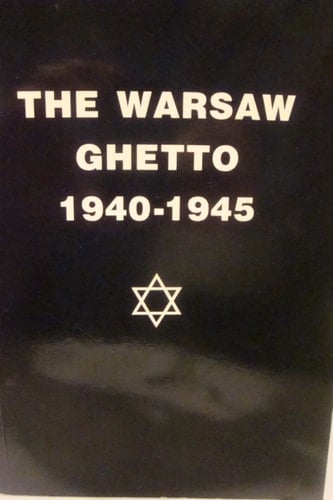 THE WARSAW
GHETTO
1940-1945